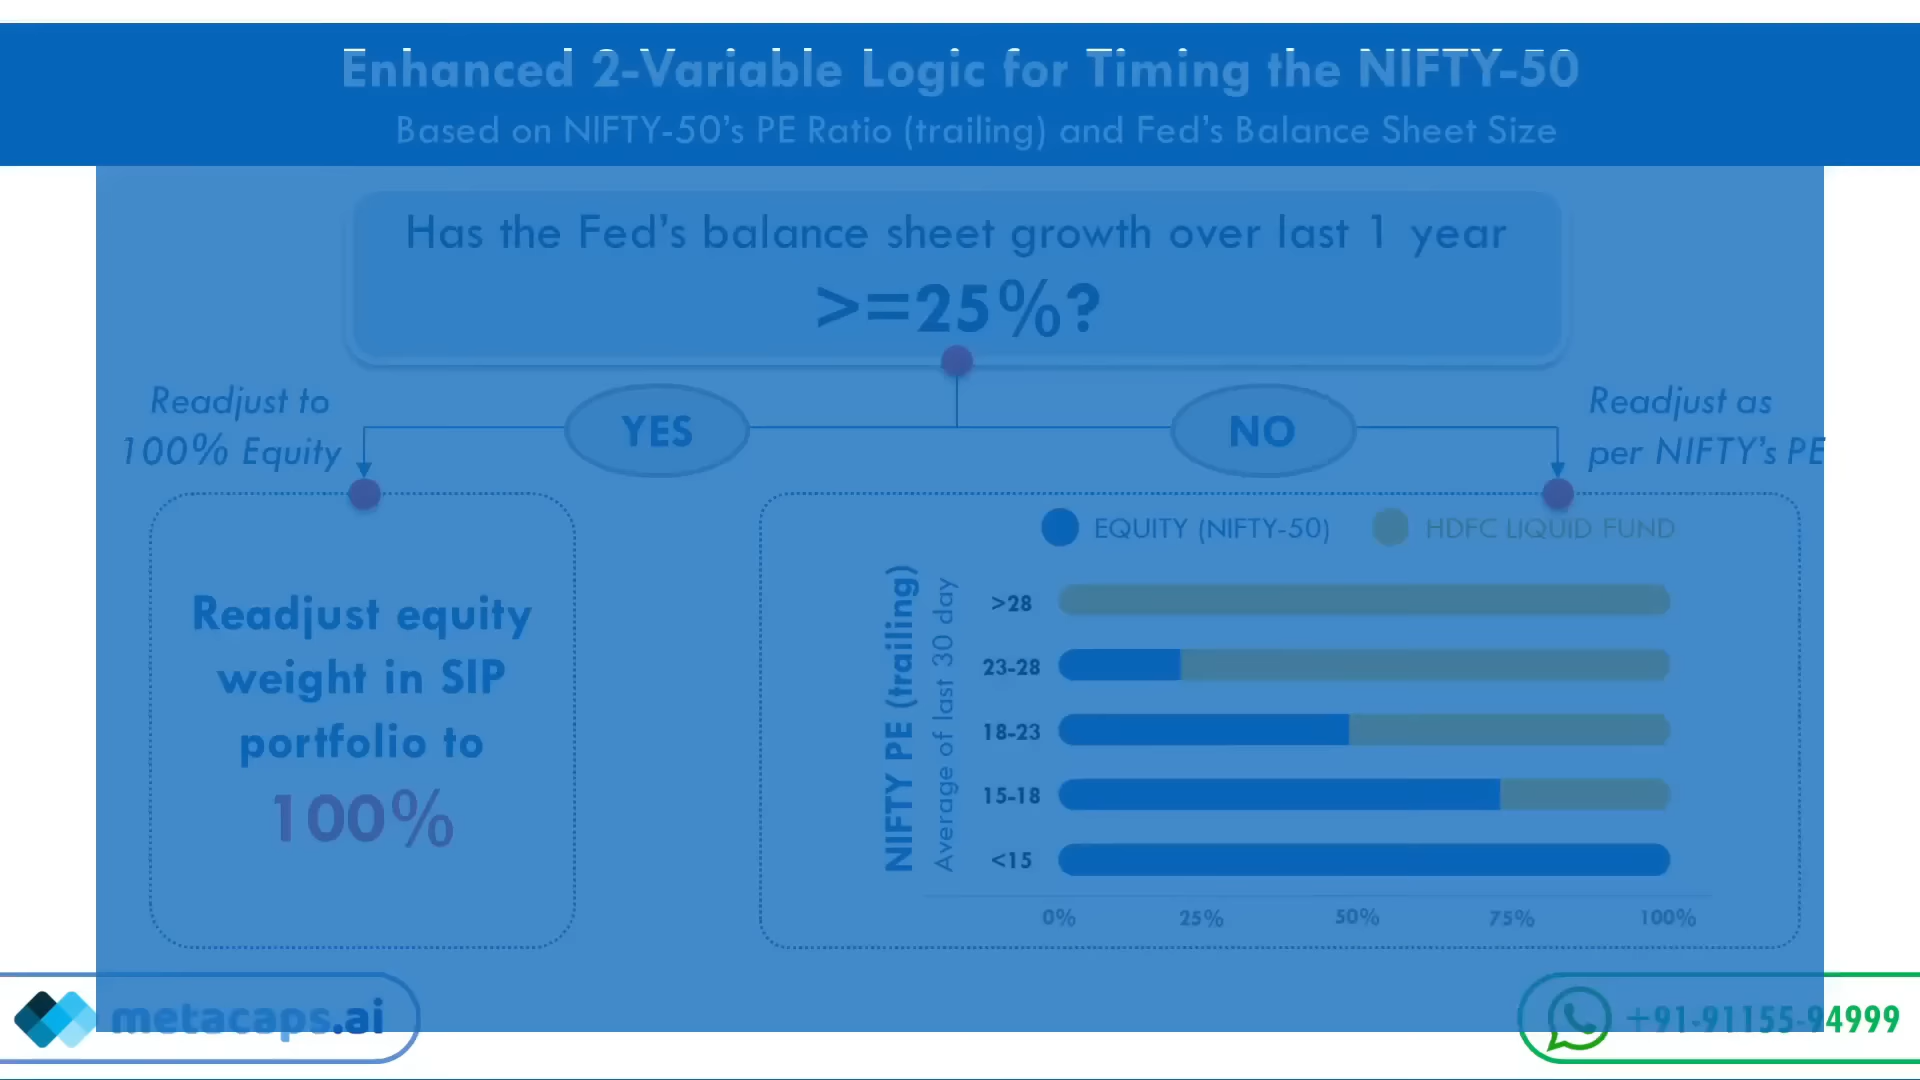 Enhanced 2-Variable Logic for Timing the NIFTY-50
Based on NIFTY-50's PE Ratio (trailing) and Fed's Balance Sheet Size
Has the Fed's balance sheet growth over last 1 year
>=25%?
Readjust to
100% Equity
YES
NO
Readjust as
per NIFTY's PE
Readjust equity
weight in SIP
portfolio to
100%
EQUITY (NIFTY-50)
HDFC LIQUID FUND
NIFTY PE (trailing)
Average of last 30 day
>28
23-28
18-23
15-18
<15
0% 25% 50% 75% 100%
metacaps.ai
+91-91155-94999